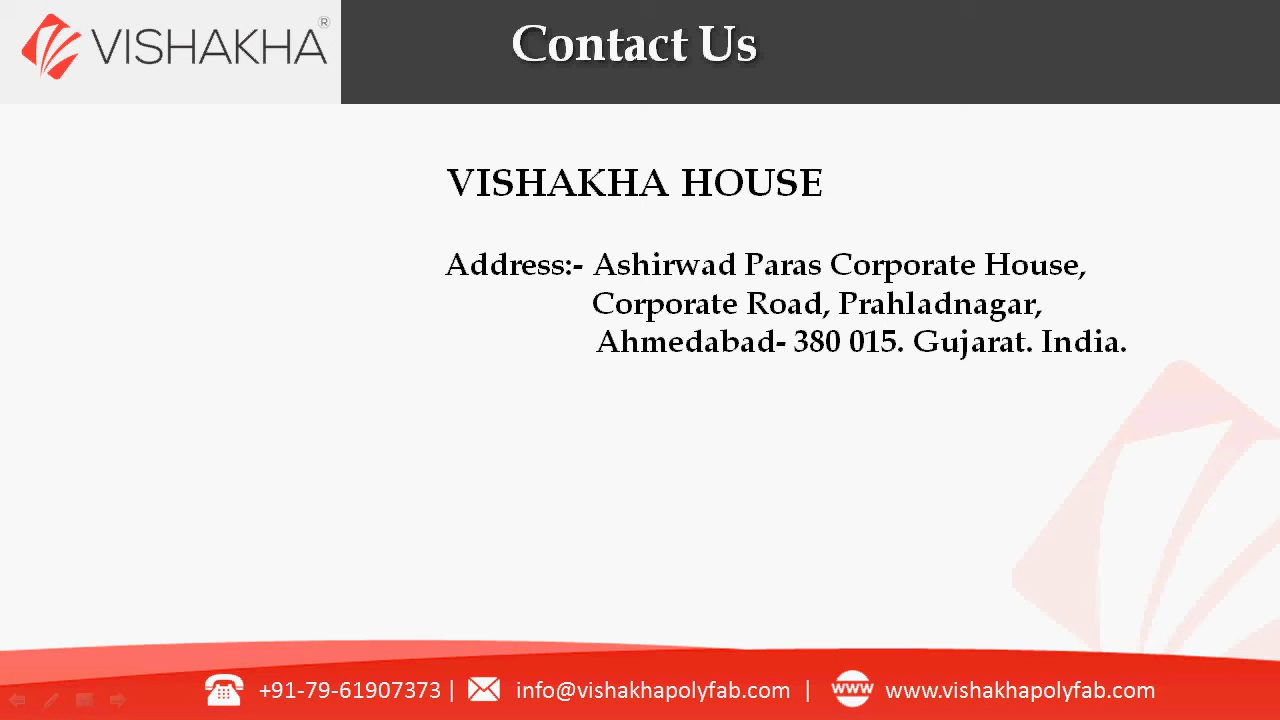 VISHAKHA®
Contact Us
VISHAKHA HOUSE
Address:- Ashirwad Paras Corporate House,
Corporate Road, Prahladnagar,
Ahmedabad- 380 015. Gujarat. India.
+91-79-61907373 | info@vishakhapolyfab.com | www www.vishakhapolyfab.com